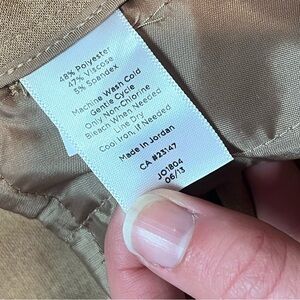 48% Polyester
47% Viscose
5% Spandex
Machine Wash Cold
Gentle Cycle
Only Non-Chlorine
Bleach When Needed
Line Dry
Cool Iron, If Needed
Made in Jordan
CA #23147
JO1804
06/13